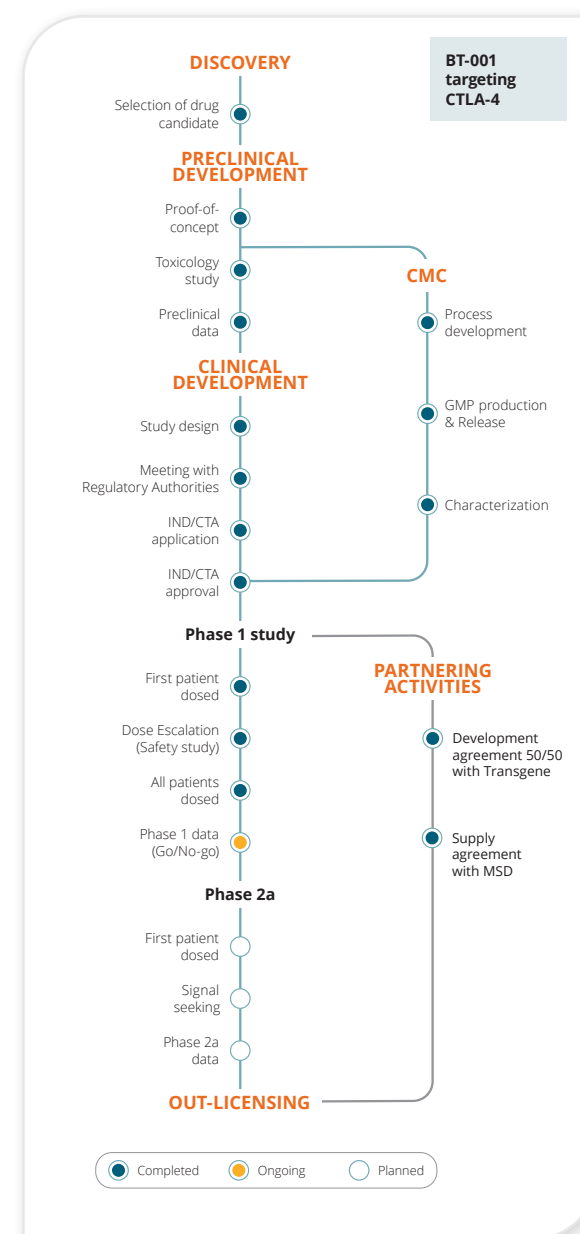 DISCOVERY
BT-001
targeting
CTLA-4
Selection of drug
candidate
PRECLINICAL
DEVELOPMENT
Proof-of-
concept
Toxicology
study
Preclinical
data
CMC
Process
development
GMP production
& Release
Characterization
CLINICAL
DEVELOPMENT
Study design
Meeting with
Regulatory Authorities
IND/CTA
application
IND/CTA
approval
Phase 1 study
First patient
dosed
Dose Escalation
(Safety study)
All patients
dosed
Phase 1 data
(Go/No-go)
PARTNERING
ACTIVITIES
Development
agreement 50/50
with Transgene
Supply
agreement
with MSD
Phase 2a
First patient
dosed
Signal
seeking
Phase 2a
data
OUT-LICENSING
Completed
Ongoing
Planned